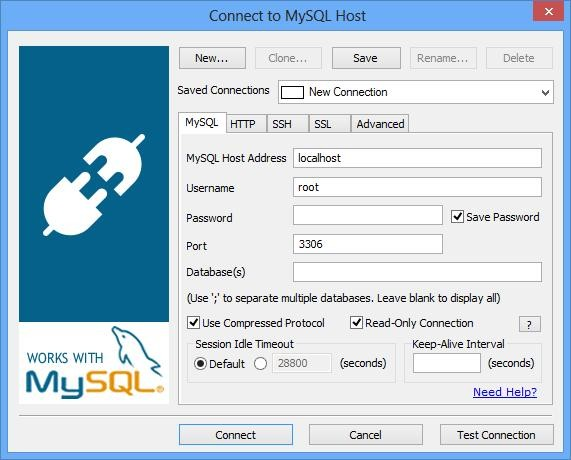 Connect to MySQL Host
New... Clone... Save Rename... Delete
Saved Connections New Connection
MySQL HTTP SSH SSL Advanced
MySQL Host Address localhost
Username root
Password Save Password
Port 3306
Database(s)
(Use ';' to separate multiple databases. Leave blank to display all)
Use Compressed Protocol Read-Only Connection ?
Session Idle Timeout Keep-Alive Interval
Default 28800 (seconds) (seconds)
Need Help?
WORKS WITH
MySQL®
Connect Cancel Test Connection